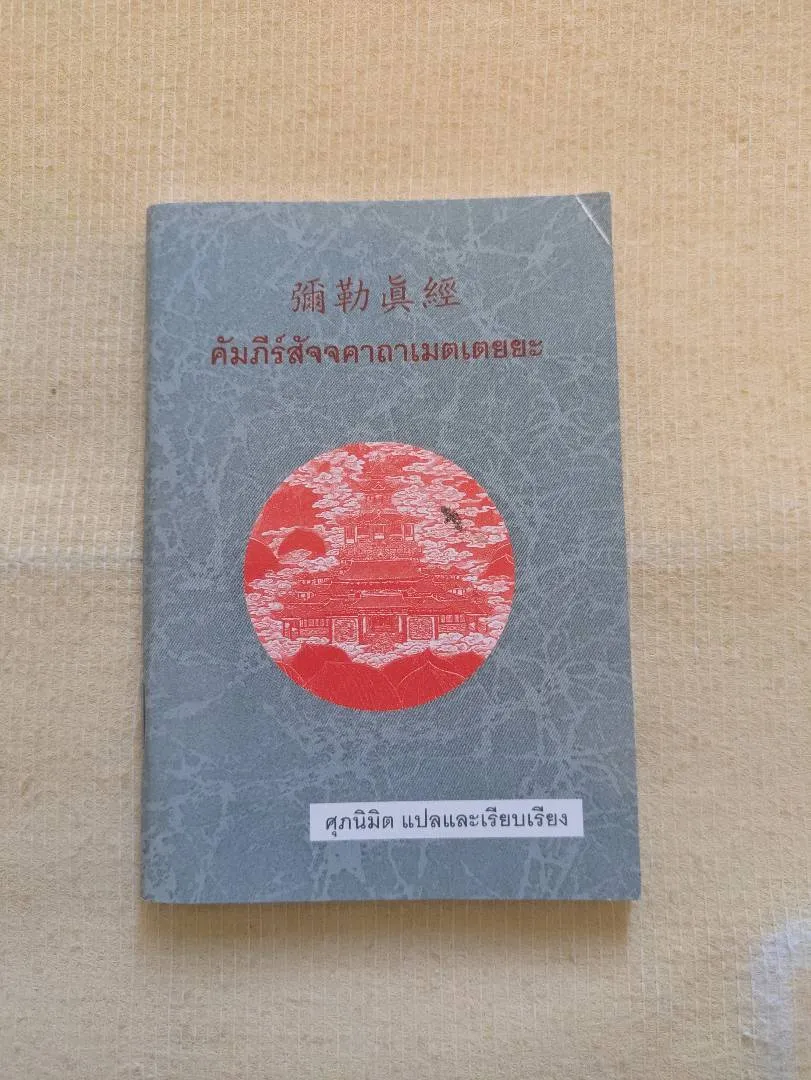 彌勒眞經
คัมภีร์สัจจคาถาเมตเตยยะ
ศุภนิมิต แปลและเรียบเรียง